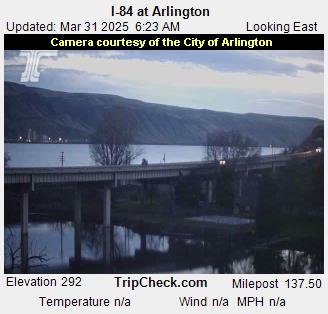 I-84 at Arlington
Updated: Mar 31 2025 6:23 AM Looking East
Camera courtesy of the City of Arlington
Elevation 292 TripCheck.com Milepost 137.50
Temperature n/a Wind n/a MPH n/a